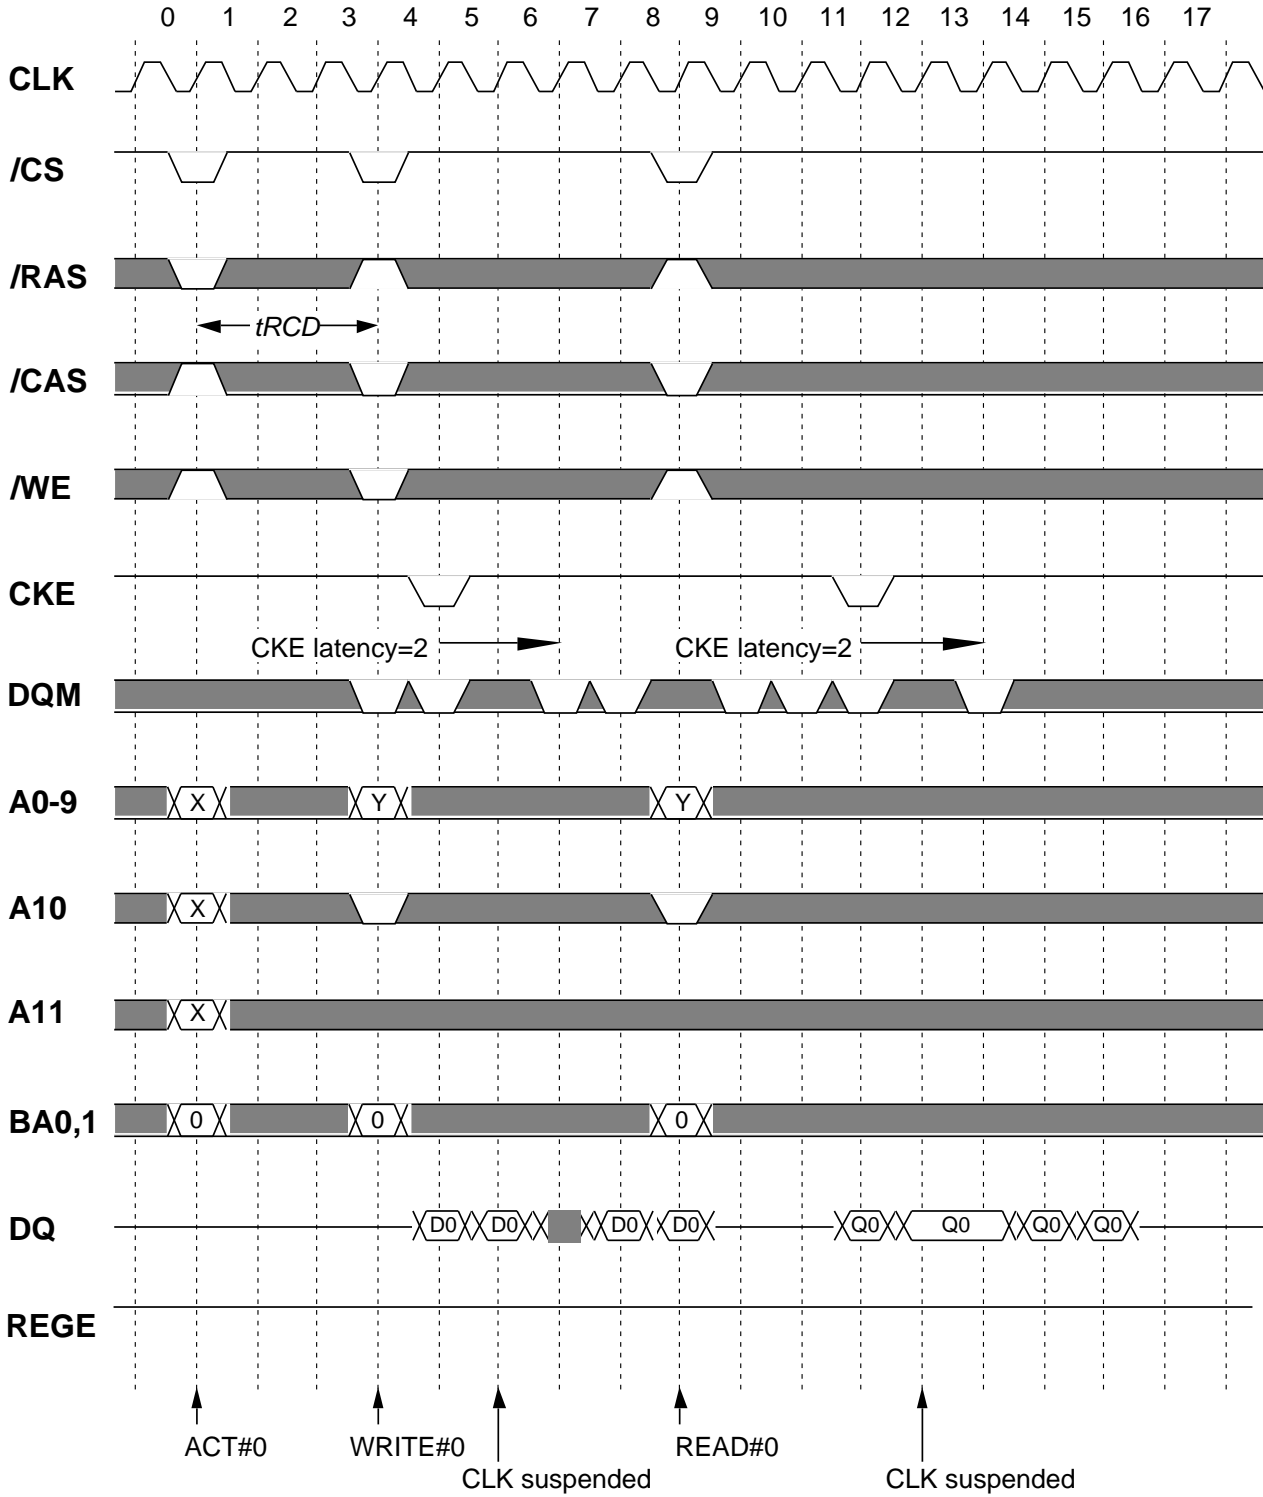 0 1 2 3 4 5 6 7 8 9 10 11 12 13 14 15 16 17
CLK
/CS
/RAS
tRCD
/CAS
/WE
CKE
CKE latency=2 CKE latency=2
DQM
A0-9 X Y Y
A10 X
A11 X
BA0,1 0 0 0
DQ D0 D0 D0 D0 Q0 Q0 Q0 Q0
REGE
ACT#0 WRITE#0 READ#0
CLK suspended CLK suspended